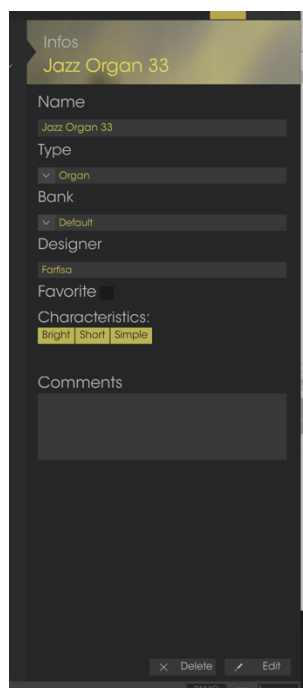 Infos
Jazz Organ 33
Name
Jazz Organ 33
Type
Organ
Bank
Default
Designer
Farfisa
Favorite
Characteristics:
Bright Short Simple
Comments
Delete Edit